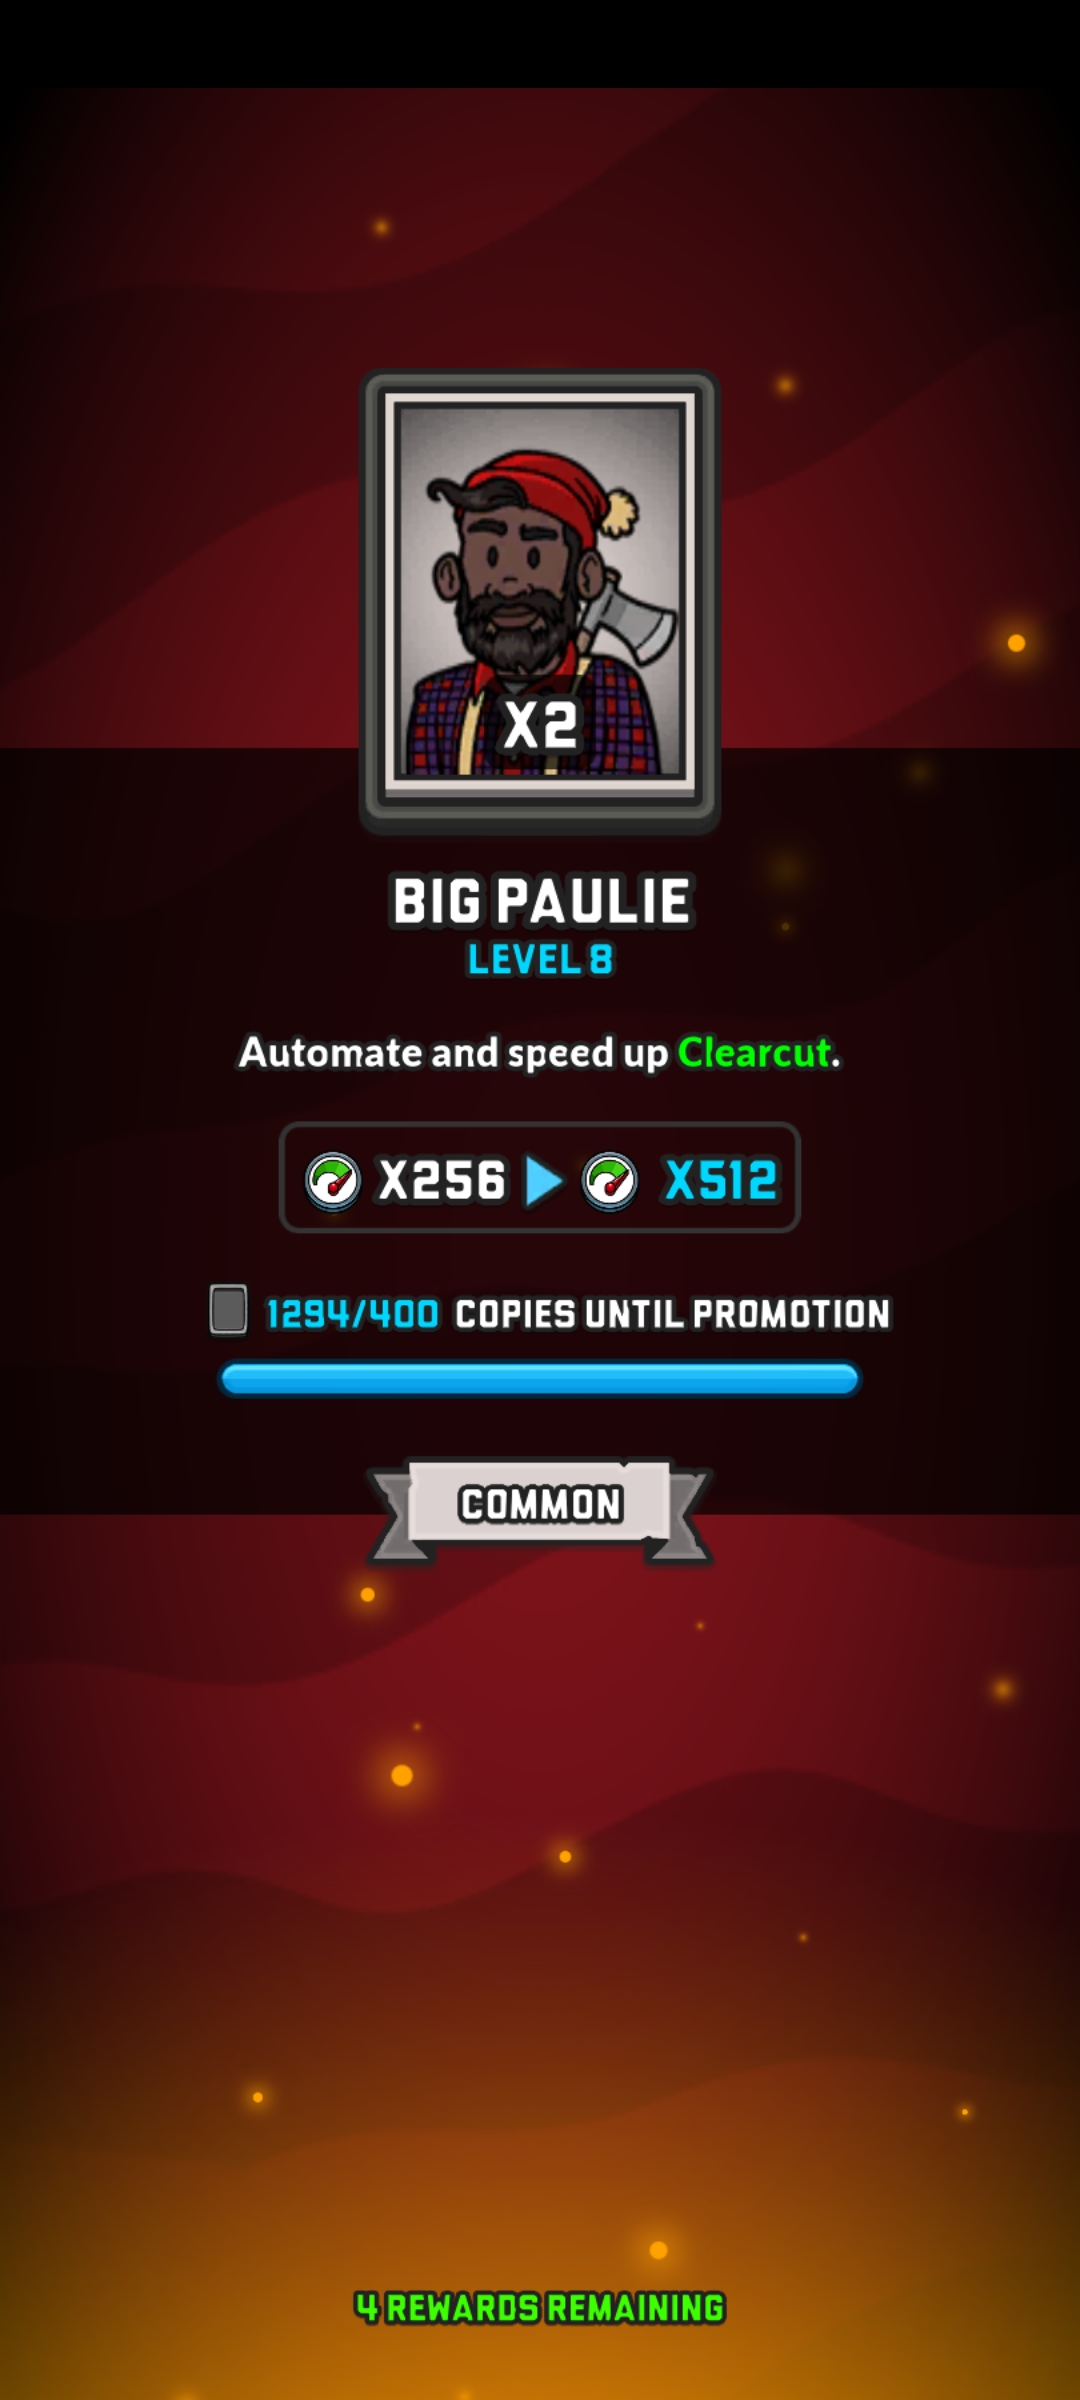 X2
BIG PAULIE
LEVEL 8
Automate and speed up Clearcut.
X256 X512
1294/400 COPIES UNTIL PROMOTION
COMMON
4 REWARDS REMAINING